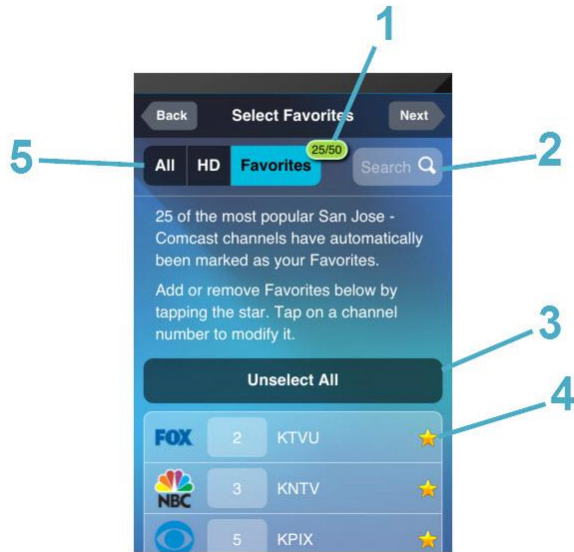 1
Back Select Favorites Next
25/50
5 All HD Favorites Search 2
25 of the most popular San Jose -
Comcast channels have automatically
been marked as your Favorites.
Add or remove Favorites below by
tapping the star. Tap on a channel
number to modify it.
3
Unselect All
4
FOX 2 KTVU
NBC 3 KNTV
5 KPIX